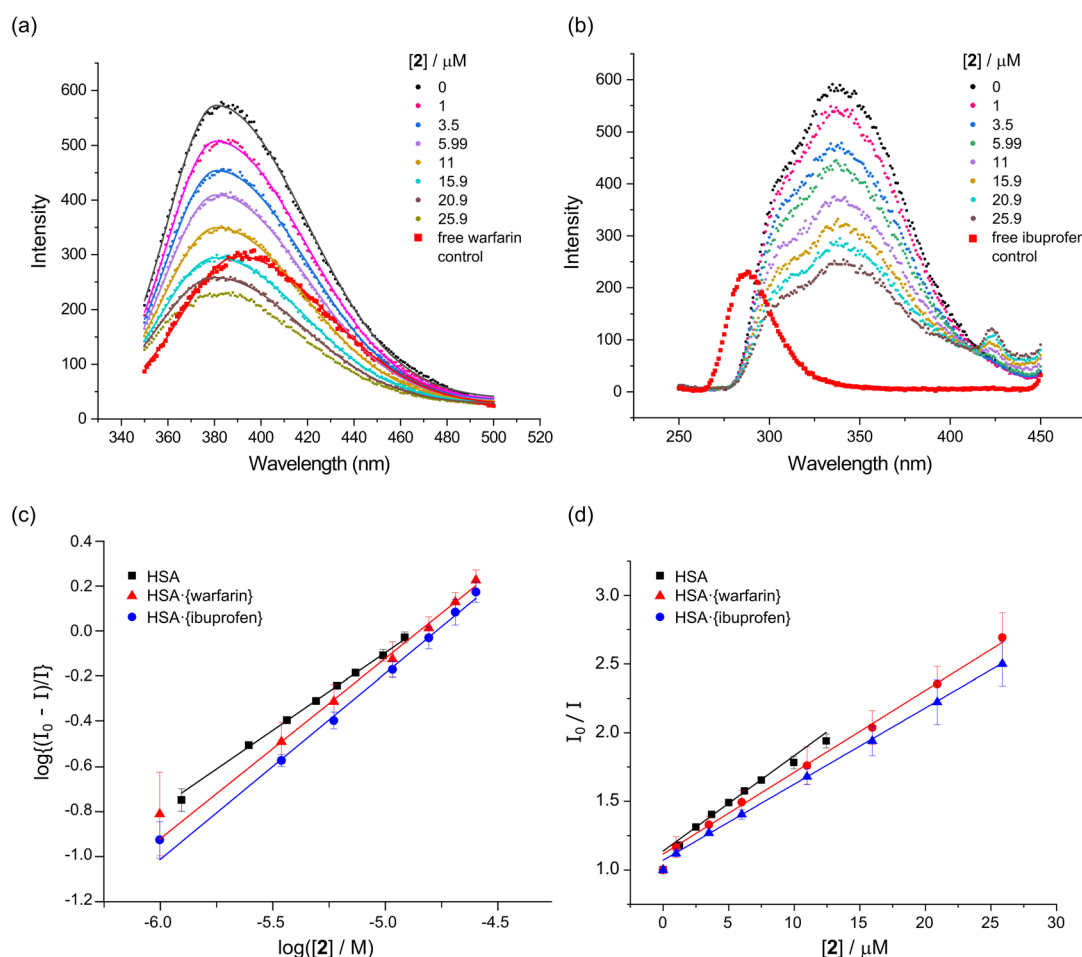 (a)
[2] / μM
0
1
3.5
5.99
11
15.9
20.9
25.9
free warfarin
control
600
500
400
300
200
100
0
Intensity
340 360 380 400 420 440 460 480 500 520
Wavelength (nm)
(b)
[2] / μM
0
1
3.5
5.99
11
15.9
20.9
25.9
free ibuprofen
control
600
500
400
300
200
100
0
Intensity
250 300 350 400 450
Wavelength (nm)
(c)
HSA
HSA·{warfarin}
HSA·{ibuprofen}
0.4
0.2
0.0
-0.2
-0.4
-0.6
-0.8
-1.0
-1.2
log{(I0 - I)/I}
-6.0 -5.5 -5.0 -4.5
log([2] / M)
(d)
HSA
HSA·{warfarin}
HSA·{ibuprofen}
3.0
2.5
2.0
1.5
1.0
I0 / I
0 5 10 15 20 25 30
[2] / μM